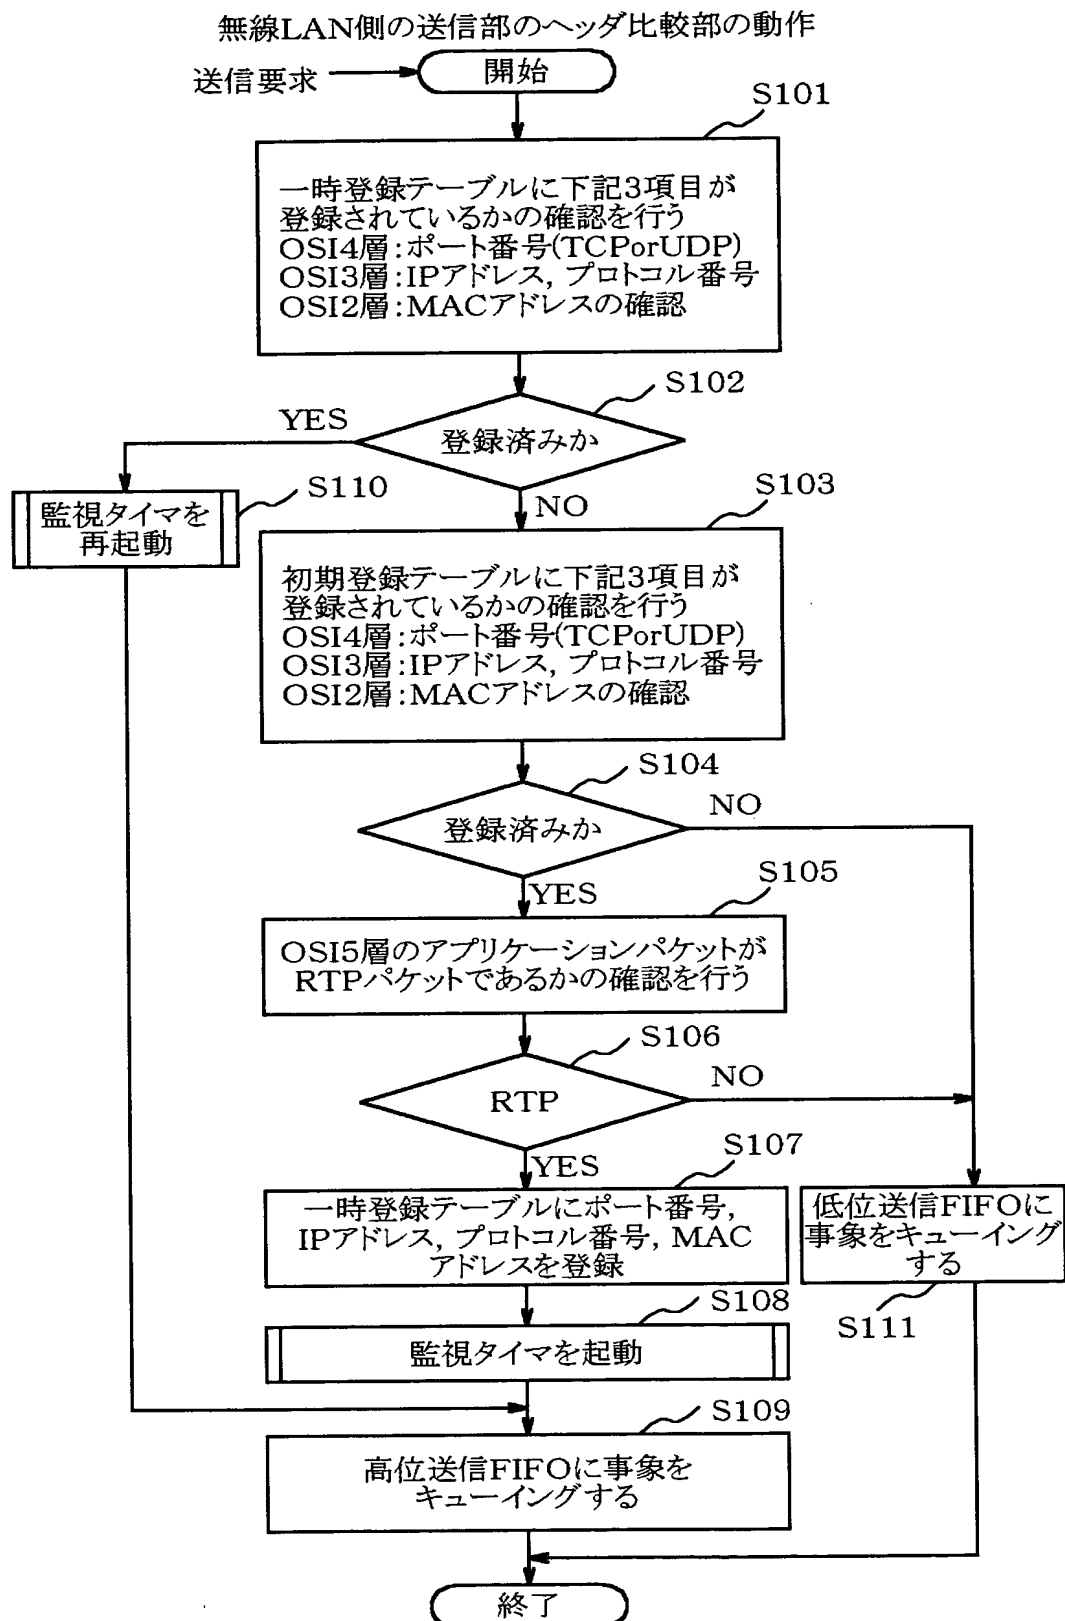 無線LAN側の送信部のヘッダ比較部の動作
送信要求
開始
S101
一時登録テーブルに下記3項目が
登録されているかの確認を行う
OSI4層:ポート番号(TCPorUDP)
OSI3層:IPアドレス, プロトコル番号
OSI2層:MACアドレスの確認
S102
YES
登録済みか
S110
監視タイマを
再起動
NO
S103
初期登録テーブルに下記3項目が
登録されているかの確認を行う
OSI4層:ポート番号(TCPorUDP)
OSI3層:IPアドレス, プロトコル番号
OSI2層:MACアドレスの確認
S104
NO
登録済みか
YES
S105
OSI5層のアプリケーションパケットが
RTPパケットであるかの確認を行う
S106
NO
RTP
YES
S107
一時登録テーブルにポート番号,
IPアドレス, プロトコル番号, MAC
アドレスを登録
低位送信FIFOに
事象をキューイング
する
S111
S108
監視タイマを起動
S109
高位送信FIFOに事象を
キューイングする
終了